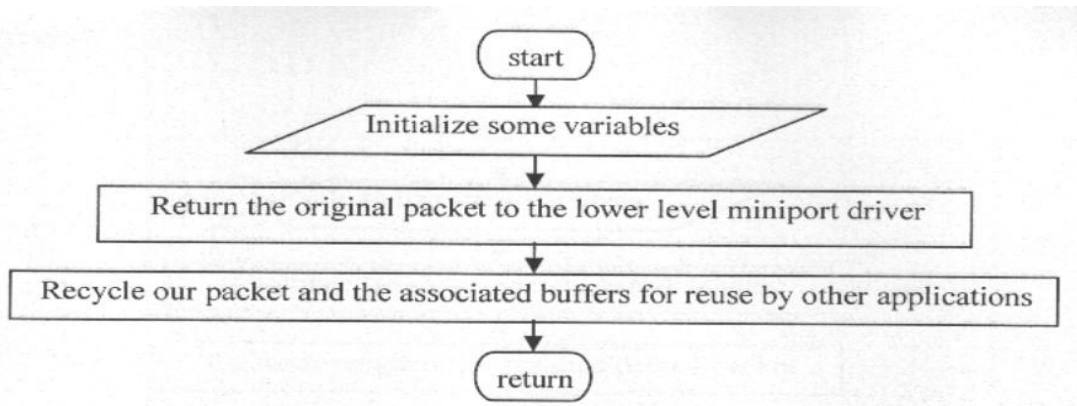 start
Initialize some variables
Return the original packet to the lower level miniport driver
Recycle our packet and the associated buffers for reuse by other applications
return